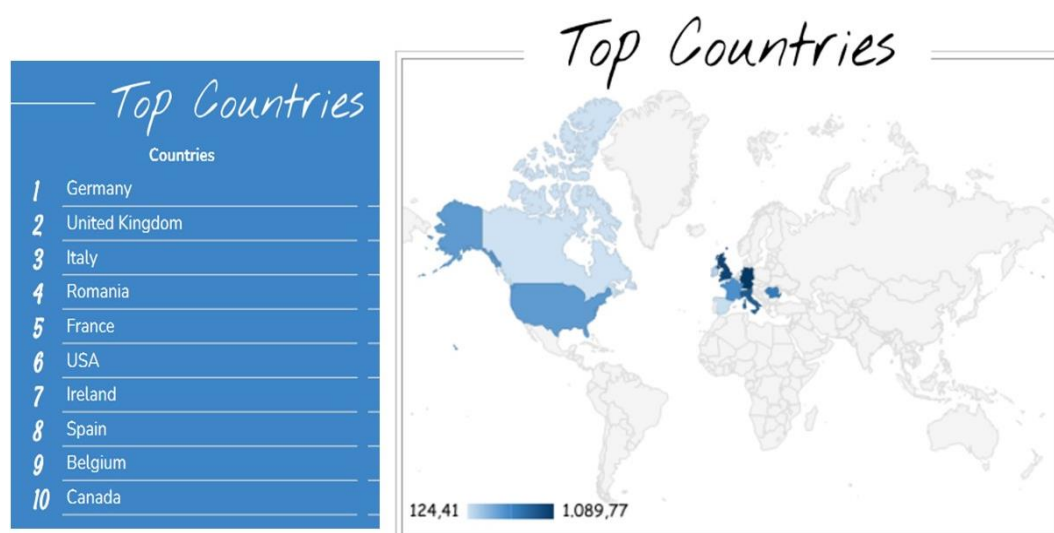 Top Countries
Countries
1 Germany
2 United Kingdom
3 Italy
4 Romania
5 France
6 USA
7 Ireland
8 Spain
9 Belgium
10 Canada
Top Countries
124,41 1.089,77